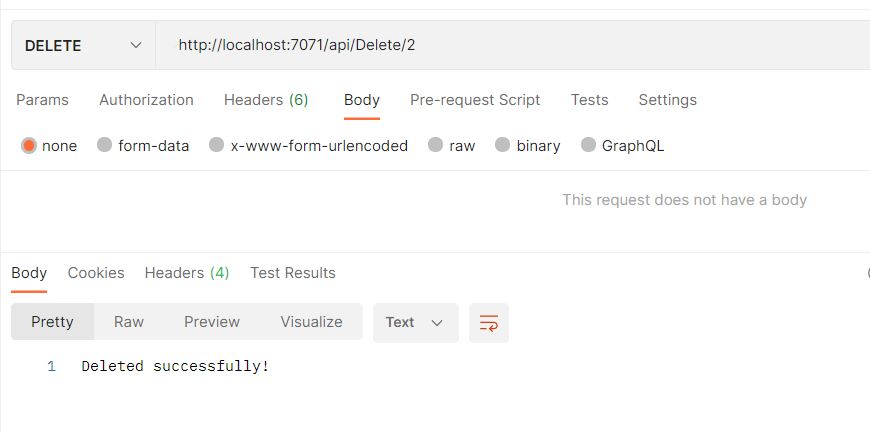 DELETE http://localhost:7071/api/Delete/2
Params Authorization Headers (6) Body Pre-request Script Tests Settings
none form-data x-www-form-urlencoded raw binary GraphQL
This request does not have a body
Body Cookies Headers (4) Test Results
Pretty Raw Preview Visualize Text
1 Deleted successfully!